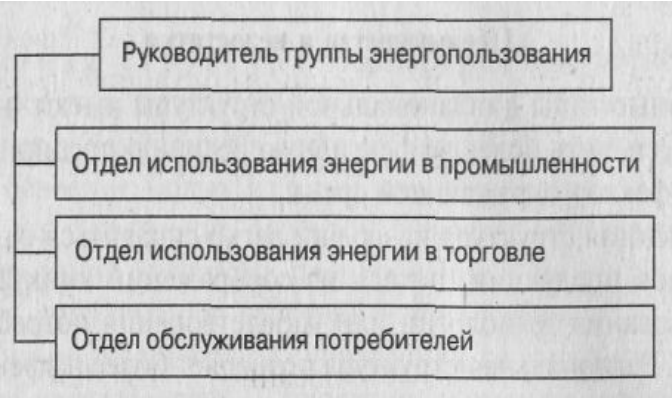 Руководитель группы энергопользования
Отдел использования энергии в промышленности
Отдел использования энергии в торговле
Отдел обслуживания потребителей